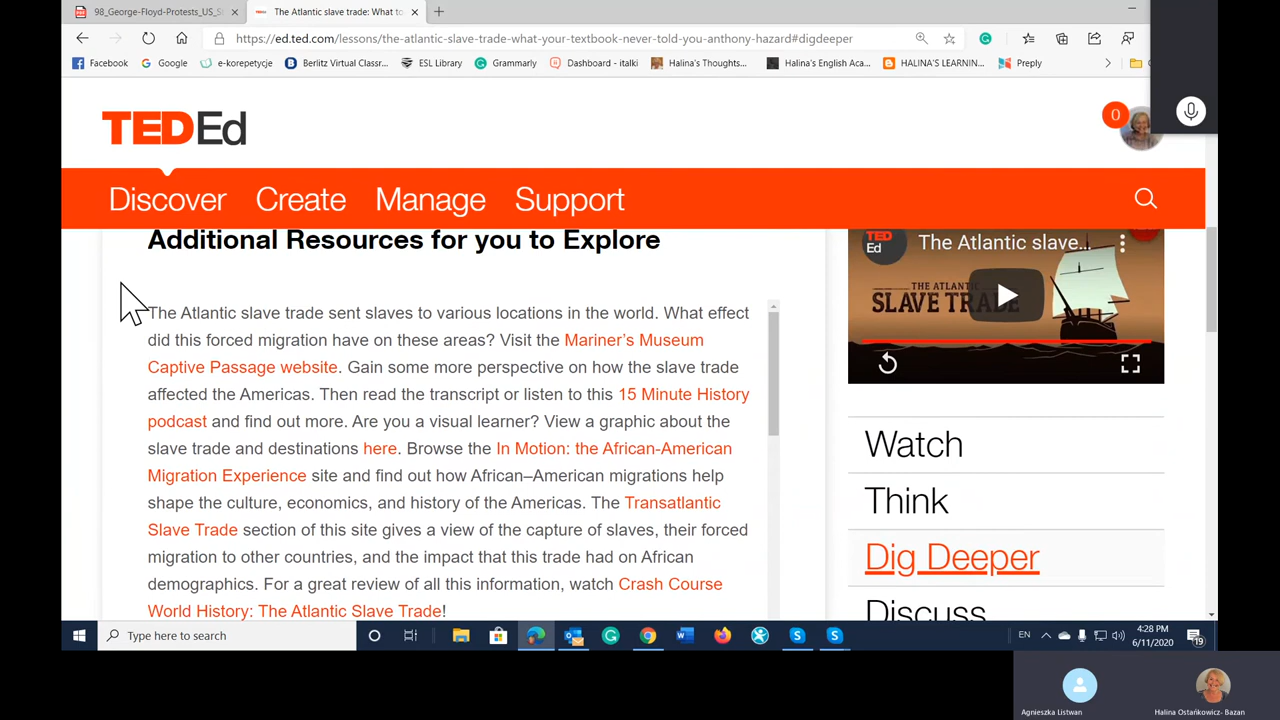 98_George-Floyd-Protests_US_S
The Atlantic slave trade: What to
https://ed.ted.com/lessons/the-atlantic-slave-trade-what-your-textbook-never-told-you-anthony-hazard#digdeeper
Facebook Google e-korepetycje Berlitz Virtual Classr... ESL Library Grammarly Dashboard - italki Halina's Thoughts... Halina's English Aca... HALINA'S LEARNIN... Preply
TEDEd
0
Discover Create Manage Support
Additional Resources for you to Explore
The Atlantic slave trade sent slaves to various locations in the world. What effect
did this forced migration have on these areas? Visit the Mariner's Museum
Captive Passage website. Gain some more perspective on how the slave trade
affected the Americas. Then read the transcript or listen to this 15 Minute History
podcast and find out more. Are you a visual learner? View a graphic about the
slave trade and destinations here. Browse the In Motion: the African-American
Migration Experience site and find out how African–American migrations help
shape the culture, economics, and history of the Americas. The Transatlantic
Slave Trade section of this site gives a view of the capture of slaves, their forced
migration to other countries, and the impact that this trade had on African
demographics. For a great review of all this information, watch Crash Course
World History: The Atlantic Slave Trade!
TED
Ed
The Atlantic slave...
THE ATLANTIC
SLAVE TRADE
Watch
Think
Dig Deeper
Discuss
Type here to search
EN
4:28 PM
6/11/2020
19
Agnieszka Listwan
Halina Ostańkowicz- Bazan